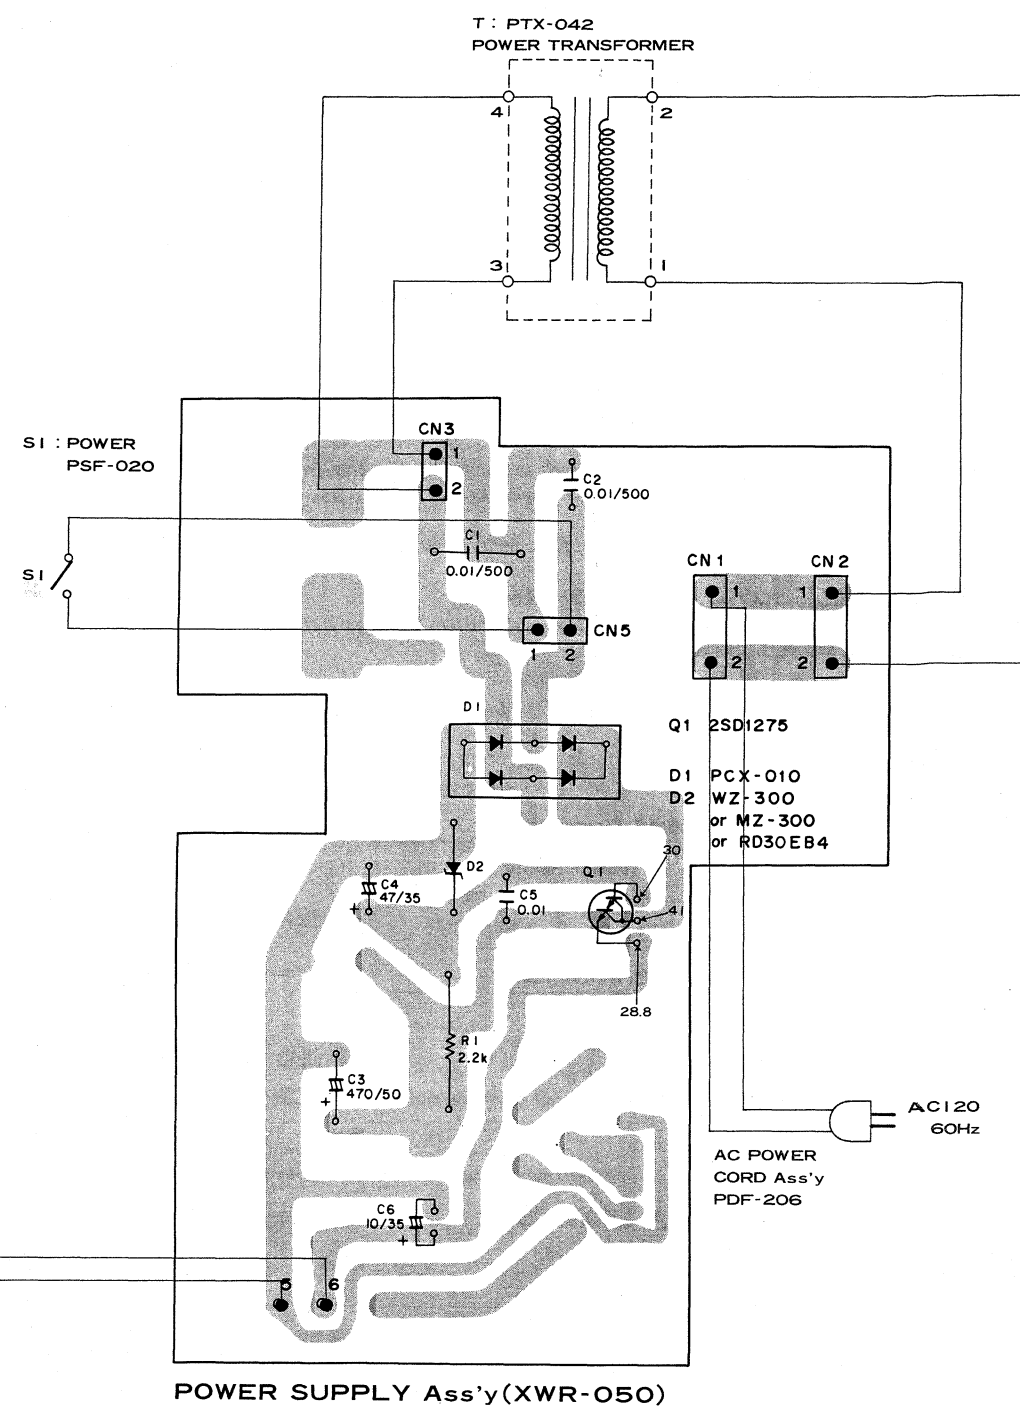 T : PTX-042
POWER TRANSFORMER
4
2
3
1
CN3
S1 : POWER
PSF-020
1
2
C2
0.01/500
C1
0.01/500
S1
CN1
CN2
1
1
CN5
1
2
2
2
D1
Q1 2SD1275
D1 PCX-010
D2 WZ-300
or MZ-300
or RD30EB4
30
D2
Q1
C4
47/35
+
C5
0.01
41
28.8
R1
2.2k
C3
470/50
+
AC120
60Hz
AC POWER
CORD Ass'y
PDF-206
C6
10/35
+
5
6
POWER SUPPLY Ass'y (XWR-050)